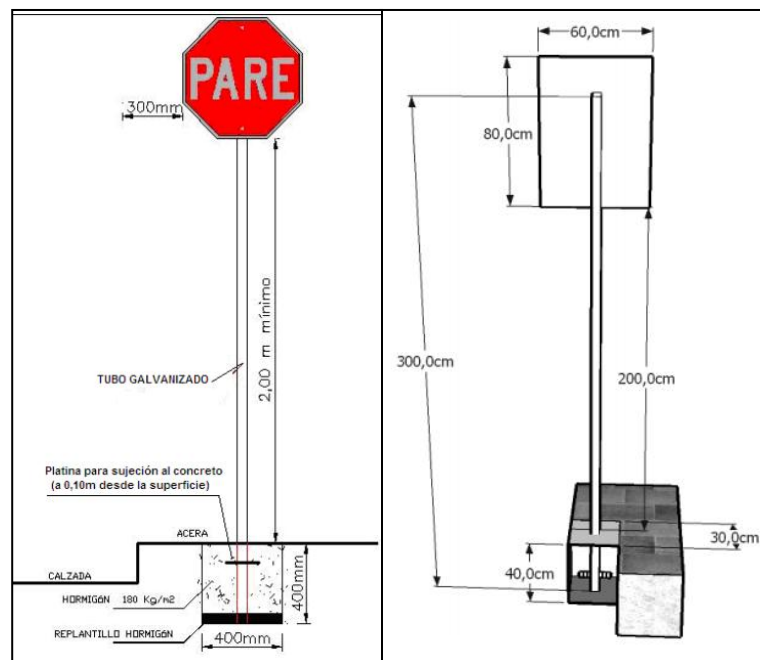 PARE
300mm
2,00 m mínimo
TUBO GALVANIZADO
Platina para sujeción al concreto
(a 0,10m desde la superficie)
ACERA
CALZADA
HORMIGÓN 180 Kg/m2
400mm
REPLANTILLO HORMIGÓN
400mm
60,0cm
80,0cm
300,0cm
200,0cm
30,0cm
40,0cm